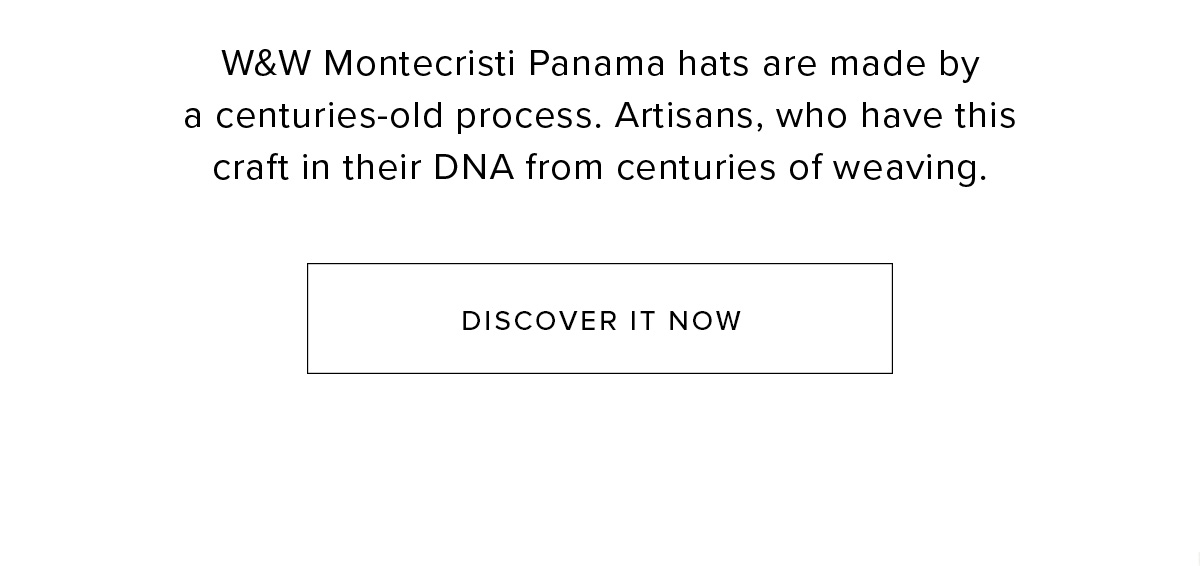 W&W Montecristi Panama hats are made by
a centuries-old process. Artisans, who have this
craft in their DNA from centuries of weaving.
DISCOVER IT NOW